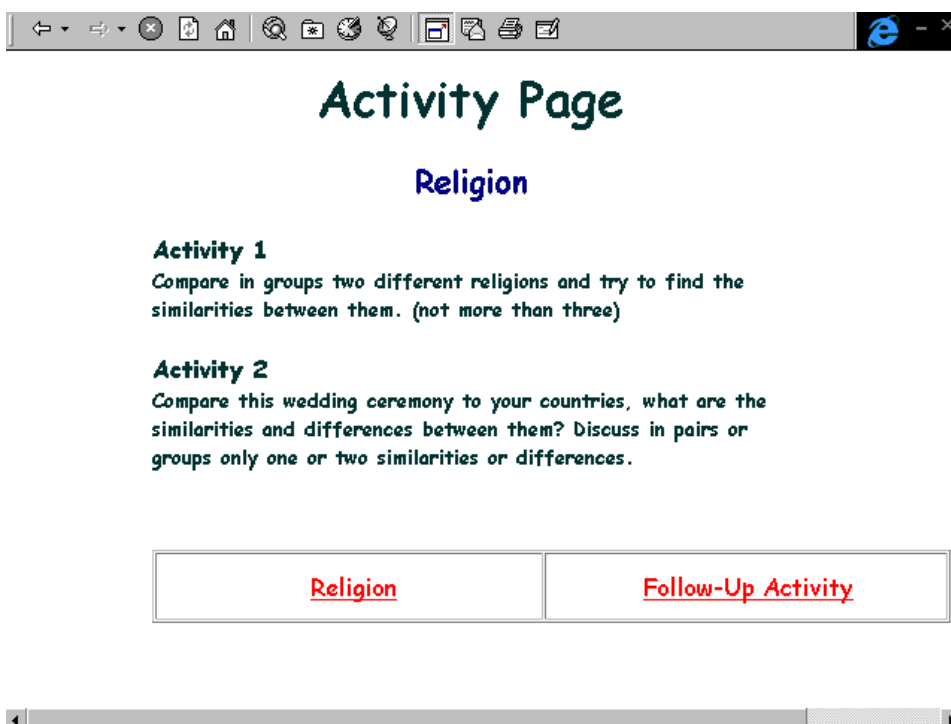 Activity Page
Religion
Activity 1
Compare in groups two different religions and try to find the
similarities between them. (not more than three)
Activity 2
Compare this wedding ceremony to your countries, what are the
similarities and differences between them? Discuss in pairs or
groups only one or two similarities or differences.
Religion
Follow-Up Activity